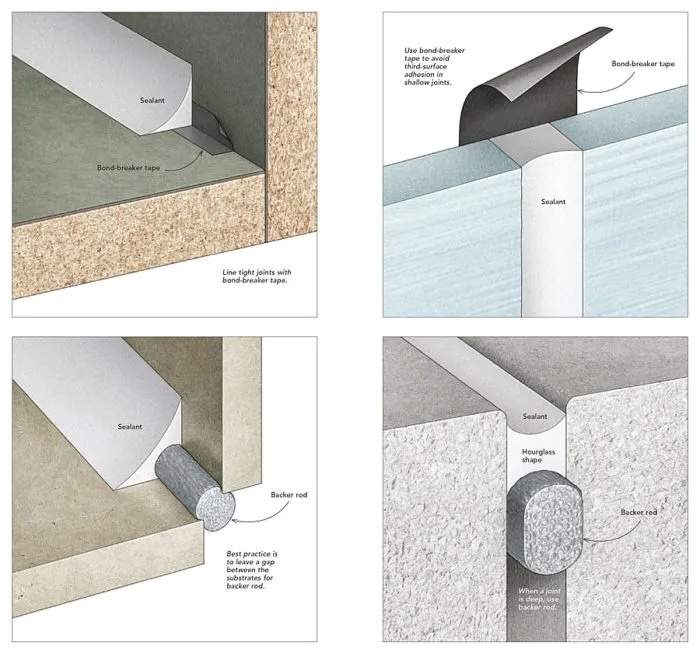 Sealant
Bond-breaker tape
Line tight joints with
bond-breaker tape.
Use bond-breaker
tape to avoid
third-surface
adhesion in
shallow joints.
Bond-breaker tape
Sealant
Sealant
Backer rod
Best practice is
to leave a gap
between the
substrates for
backer rod.
Sealant
Hourglass
shape
Backer rod
When a joint
is deep, use
backer rod.